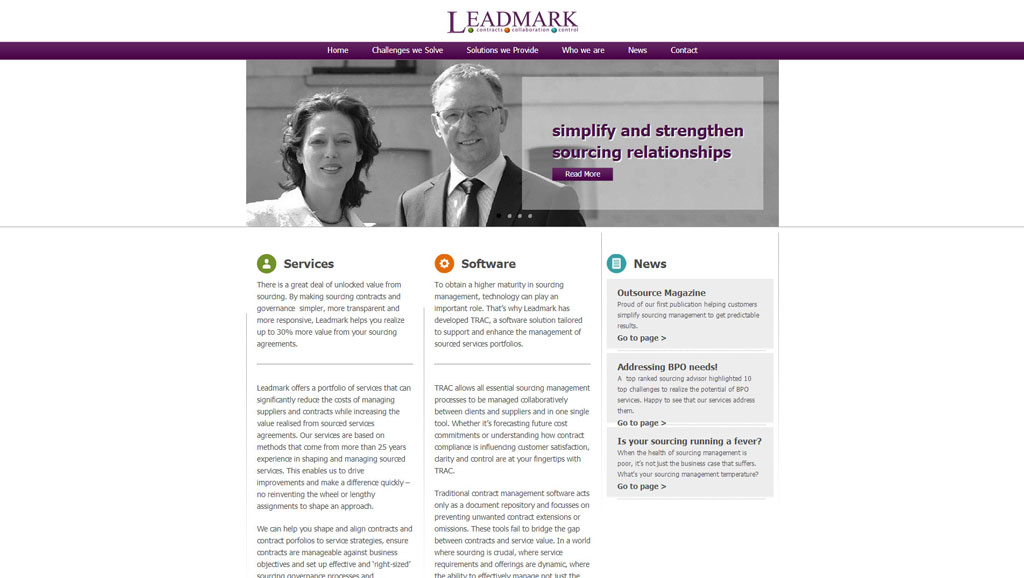 LEADMARK
contracts collaboration control
Home Challenges we Solve Solutions we Provide Who we are News Contact
simplify and strengthen
sourcing relationships
Read More
Services
There is a great deal of unlocked value from
sourcing. By making sourcing contracts and
governance simpler, more transparent and
more responsive, Leadmark helps you realize
up to 30% more value from your sourcing
agreements.
Leadmark offers a portfolio of services that can
significantly reduce the costs of managing
suppliers and contracts while increasing the
value realised from sourced services
agreements. Our services are based on
methods that come from more than 25 years
experience in shaping and managing sourced
services. This enables us to drive
improvements and make a difference quickly –
no reinventing the wheel or lengthy
assignments to shape an approach.
We can help you shape and align contracts and
contract porfolios to service strategies, ensure
contracts are manageable against business
objectives and set up effective and 'right-sized'
sourcing governance processes and
Software
To obtain a higher maturity in sourcing
management, technology can play an
important role. That's why Leadmark has
developed TRAC, a software solution tailored
to support and enhance the management of
sourced services portfolios.
TRAC allows all essential sourcing management
processes to be managed collaboratively
between clients and suppliers and in one single
tool. Whether it's forecasting future cost
commitments or understanding how contract
compliance is influencing customer satisfaction,
clarity and control are at your fingertips with
TRAC.
Traditional contract management software acts
only as a document repository and focusses on
preventing unwanted contract extensions or
omissions. These tools fail to bridge the gap
between contracts and service value. In a world
where sourcing is crucial, where service
requirements and offerings are dynamic, where
the ability to effectively manage not just the
News
Outsource Magazine
Proud of our first publication helping customers
simplify sourcing management to get predictable
results.
Go to page >
Addressing BPO needs!
A top ranked sourcing advisor highlighted 10
top challenges to realize the potential of BPO
services. Happy to see that our services address
them.
Go to page >
Is your sourcing running a fever?
When the health of sourcing management is
poor, it's not just the business case that suffers.
What's your sourcing management temperature?
Go to page >